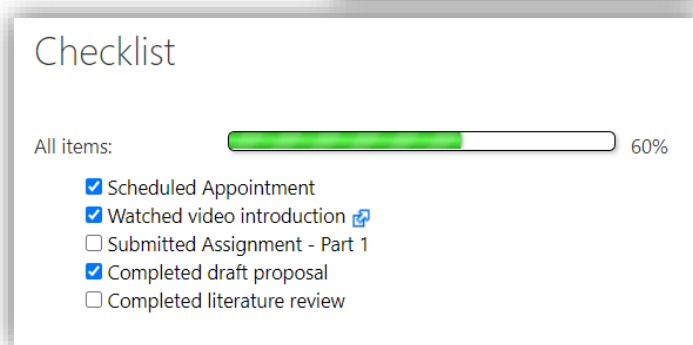 Checklist
All items: 60%
Scheduled Appointment
Watched video introduction
Submitted Assignment - Part 1
Completed draft proposal
Completed literature review